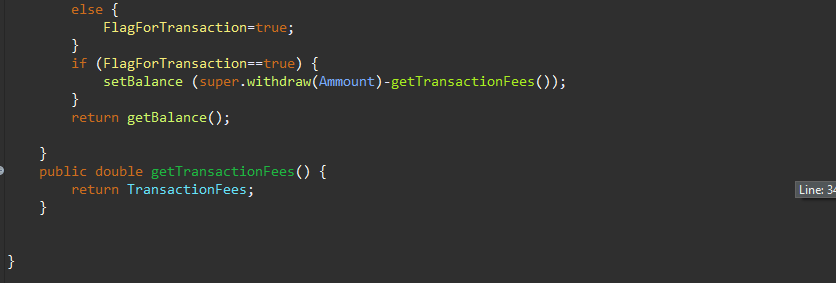 else {
FlagForTransaction=true;
}
if (FlagForTransaction==true) {
setBalance (super.withdraw(Ammount)-getTransactionFees());
}
return getBalance();
}
public double getTransactionFees() {
return TransactionFees;
}
Line: 34
}